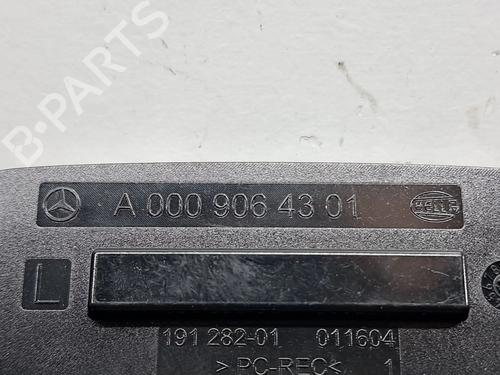 B-PARTS
A 000 906 43 01
HELLA
L
191 282-01 011604
> PC-REC< 1